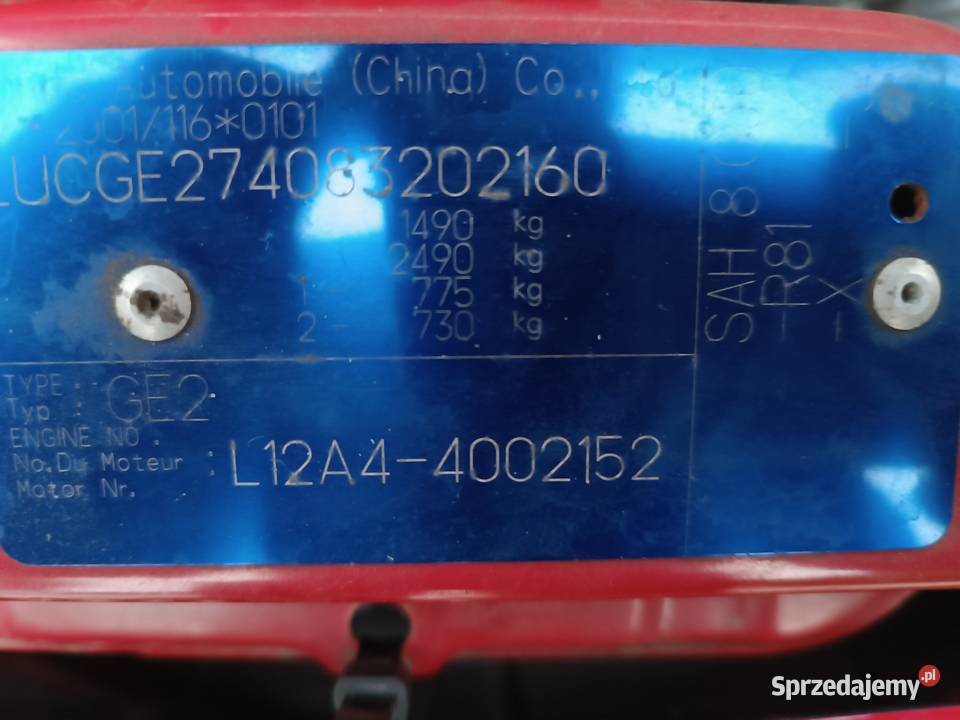 Automobile (China) Co.,
2001/116*0101
LUCGE274083202160
1490 kg
2490 kg
1 - 775 kg
2 - 730 kg
TYPE :
Typ : GE2
ENGINE NO.
No.Du Moteur : L12A4-4002152
Motor Nr.
SAH 8
-R81
-X
Sprzedajemy.pl